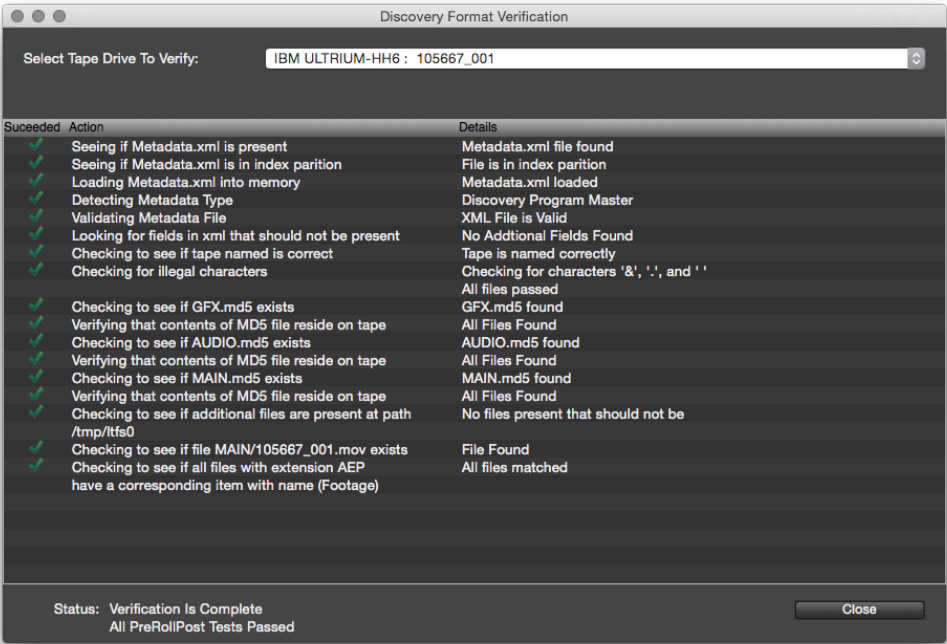 Discovery Format Verification
Select Tape Drive To Verify: IBM ULTRIUM-HH6 : 105667_001
Suceeded Action Details
Seeing if Metadata.xml is present Metadata.xml file found
Seeing if Metadata.xml is in index parition File is in index parition
Loading Metadata.xml into memory Metadata.xml loaded
Detecting Metadata Type Discovery Program Master
Validating Metadata File XML File is Valid
Looking for fields in xml that should not be present No Addtional Fields Found
Checking to see if tape named is correct Tape is named correctly
Checking for illegal characters Checking for characters '&', '.', and ' '
All files passed
Checking to see if GFX.md5 exists GFX.md5 found
Verifying that contents of MD5 file reside on tape All Files Found
Checking to see if AUDIO.md5 exists AUDIO.md5 found
Verifying that contents of MD5 file reside on tape All Files Found
Checking to see if MAIN.md5 exists MAIN.md5 found
Verifying that contents of MD5 file reside on tape All Files Found
Checking to see if additional files are present at path No files present that should not be
/tmp/ltfs0
Checking to see if file MAIN/105667_001.mov exists File Found
Checking to see if all files with extension AEP All files matched
have a corresponding item with name (Footage)
Status: Verification Is Complete
All PreRollPost Tests Passed
Close